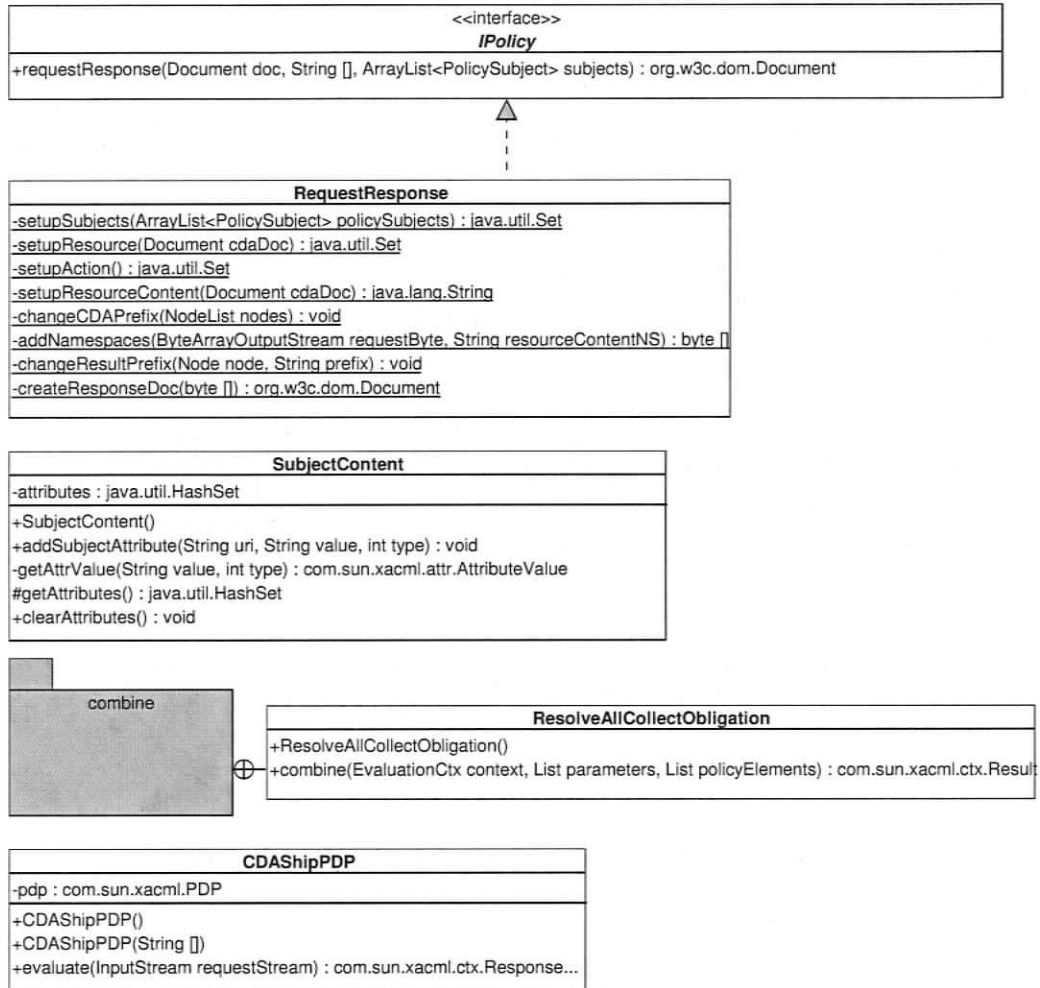 <<interface>>
IPolicy
+requestResponse(Document doc, String [], ArrayList<PolicySubject> subjects) : org.w3c.dom.Document
RequestResponse
-setupSubjects(ArrayList<PolicySubject> policySubjects) : java.util.Set
-setupResource(Document cdaDoc) : java.util.Set
-setupAction() : java.util.Set
-setupResourceContent(Document cdaDoc) : java.lang.String
-changeCDAPrefix(NodeList nodes) : void
-addNamespaces(ByteArrayOutputStream requestByte, String resourceContentNS) : byte []
-changeResultPrefix(Node node, String prefix) : void
-createResponseDoc(byte []) : org.w3c.dom.Document
SubjectContent
-attributes : java.util.HashSet
+SubjectContent()
+addSubjectAttribute(String uri, String value, int type) : void
-getAttrValue(String value, int type) : com.sun.xacml.attr.AttributeValue
#getAttributes() : java.util.HashSet
+clearAttributes() : void
combine
ResolveAllCollectObligation
+ResolveAllCollectObligation()
+combine(EvaluationCtx context, List parameters, List policyElements) : com.sun.xacml.ctx.Result
CDAShipPDP
-pdp : com.sun.xacml.PDP
+CDAShipPDP()
+CDAShipPDP(String [])
+evaluate(InputStream requestStream) : com.sun.xacml.ctx.Response...